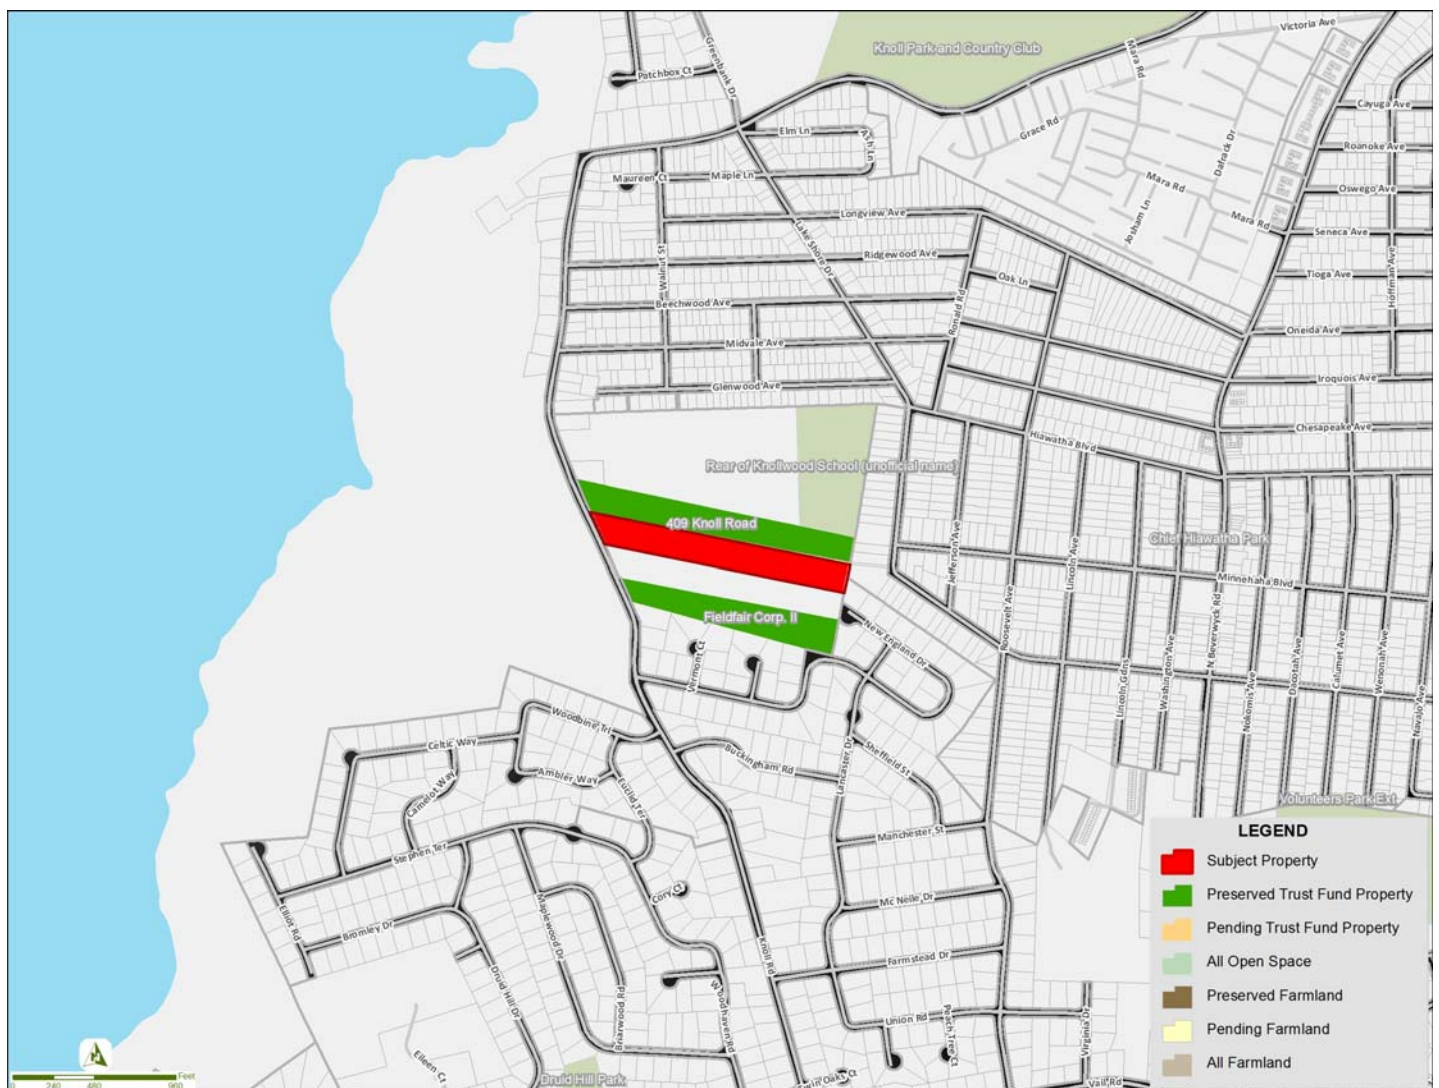 Victoria Ave
Knoll Park and Country Club
Greenbank Dr
Mara Rd
Patchbox Ct
Cayuga Ave
Elm Ln
Ash Ln
Grace Rd
Dafrack Dr
Roanoke Ave
Maureen Ct
Maple Ln
Mara Rd
Oswego Ave
Longview Ave
Josham Ln
Mara Rd
Seneca Ave
Lake Shore Dr
Walnut St
Ridgewood Ave
Hoffman Ave
Tioga Ave
Oak Ln
Beechwood Ave
Ronald Rd
Oneida Ave
Midvale Ave
Glenwood Ave
Iroquois Ave
Chesapeake Ave
Hiawatha Blvd
Rear of Knollwood School (unofficial name)
409 Knoll Road
Jefferson Ave
Lincoln Ave
Chief Hiawatha Park
Minnehaha Blvd
Roosevelt Ave
Fieldfair Corp. II
New England Dr
N Beverwyck Rd
Vermont Ct
Lincoln Gdns
Washington Ave
Nokomis Ave
Dacotah Ave
Calumet Ave
Wenonah Ave
Navajo Ave
Woodbine Trl
Celtic Way
Buckingham Rd
Lancaster Dr
Sheffield St
Ambler Way
Camelot Way
Euclid Ter
Volunteers Park Ext
Manchester St
Stephen Ter
Cory Ct
Mc Neile Dr
Elliot Rd
Bromley Dr
Maplewood Dr
Knoll Rd
Farmstead Dr
Druid Hill Dr
Briarwood Rd
Woodhaven Rd
Union Rd
Peach Tree Ct
Virginia Dr
Eileen Ct
Druid Hill Park
Twin Oaks Ct
Vail Rd
LEGEND
Subject Property
Preserved Trust Fund Property
Pending Trust Fund Property
All Open Space
Preserved Farmland
Pending Farmland
All Farmland
0 240 480 960 Feet